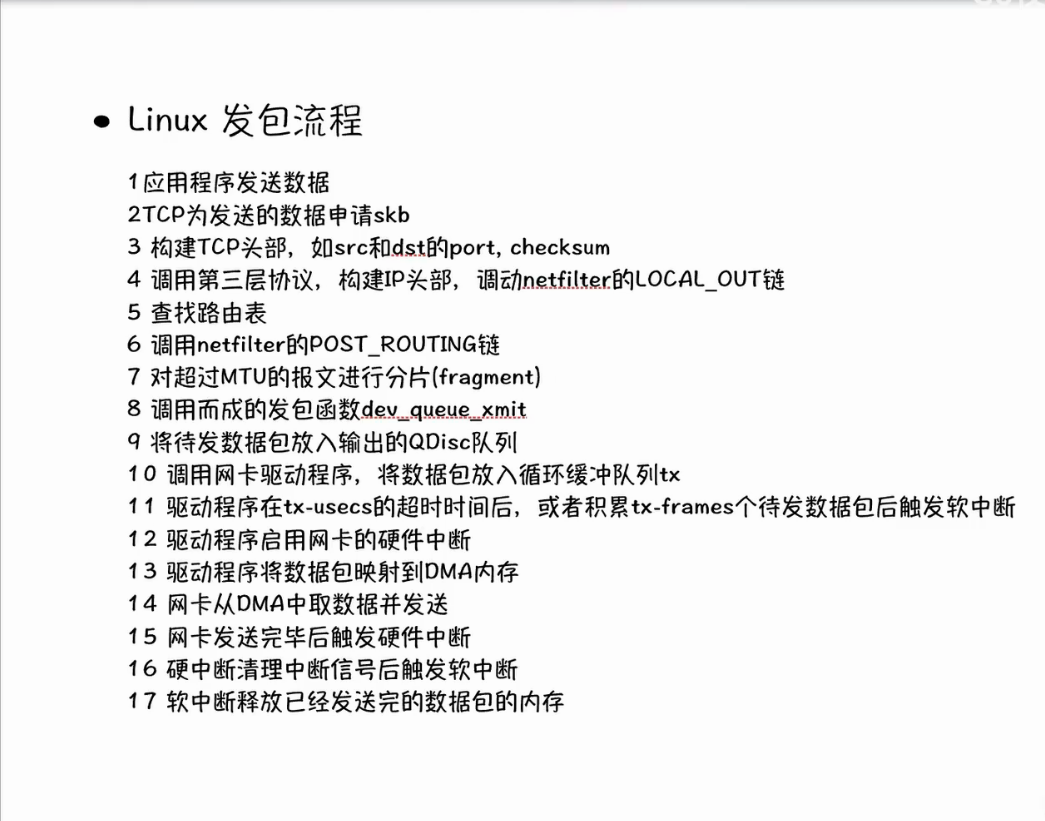 • Linux 发包流程
1应用程序发送数据
2TCP为发送的数据申请skb
3 构建TCP头部，如src和dst的port, checksum
4 调用第三层协议，构建IP头部，调动netfilter的LOCAL_OUT链
5 查找路由表
6 调用netfilter的POST_ROUTING链
7 对超过MTU的报文进行分片(fragment)
8 调用而成的发包函数dev_queue_xmit
9 将待发数据包放入输出的QDisc队列
10 调用网卡驱动程序，将数据包放入循环缓冲队列tx
11 驱动程序在tx-usecs的超时时间后，或者积累tx-frames个待发数据包后触发软中断
12 驱动程序启用网卡的硬件中断
13 驱动程序将数据包映射到DMA内存
14 网卡从DMA中取数据并发送
15 网卡发送完毕后触发硬件中断
16 硬中断清理中断信号后触发软中断
17 软中断释放已经发送完的数据包的内存